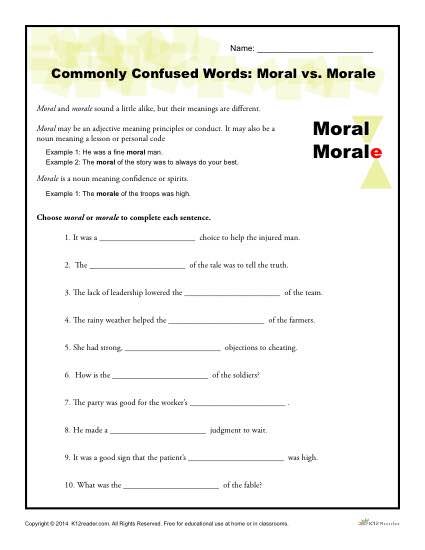 Name: ____________________________
Commonly Confused Words: Moral vs. Morale
Moral and morale sound a little alike, but their meanings are different.
Moral may be an adjective meaning principles or conduct. It may also be a
noun meaning a lesson or personal code
Example 1: He was a fine moral man.
Example 2: The moral of the story was to always do your best.
Morale is a noun meaning confidence or spirits.
Example 1: The morale of the troops was high.
Moral
Morale
Choose moral or morale to complete each sentence.
1. It was a ______________________ choice to help the injured man.
2. The ______________________ of the tale was to tell the truth.
3. The lack of leadership lowered the ______________________ of the team.
4. The rainy weather helped the ______________________ of the farmers.
5. She had strong, ______________________ objections to cheating.
6. How is the ______________________ of the soldiers?
7. The party was good for the worker's ______________________ .
8. He made a ______________________ judgment to wait.
9. It was a good sign that the patient's ______________________ was high.
10. What was the ______________________ of the fable?
Copyright © 2014 K12reader.com. All Rights Reserved. Free for educational use at home or in classrooms.
K12Reader